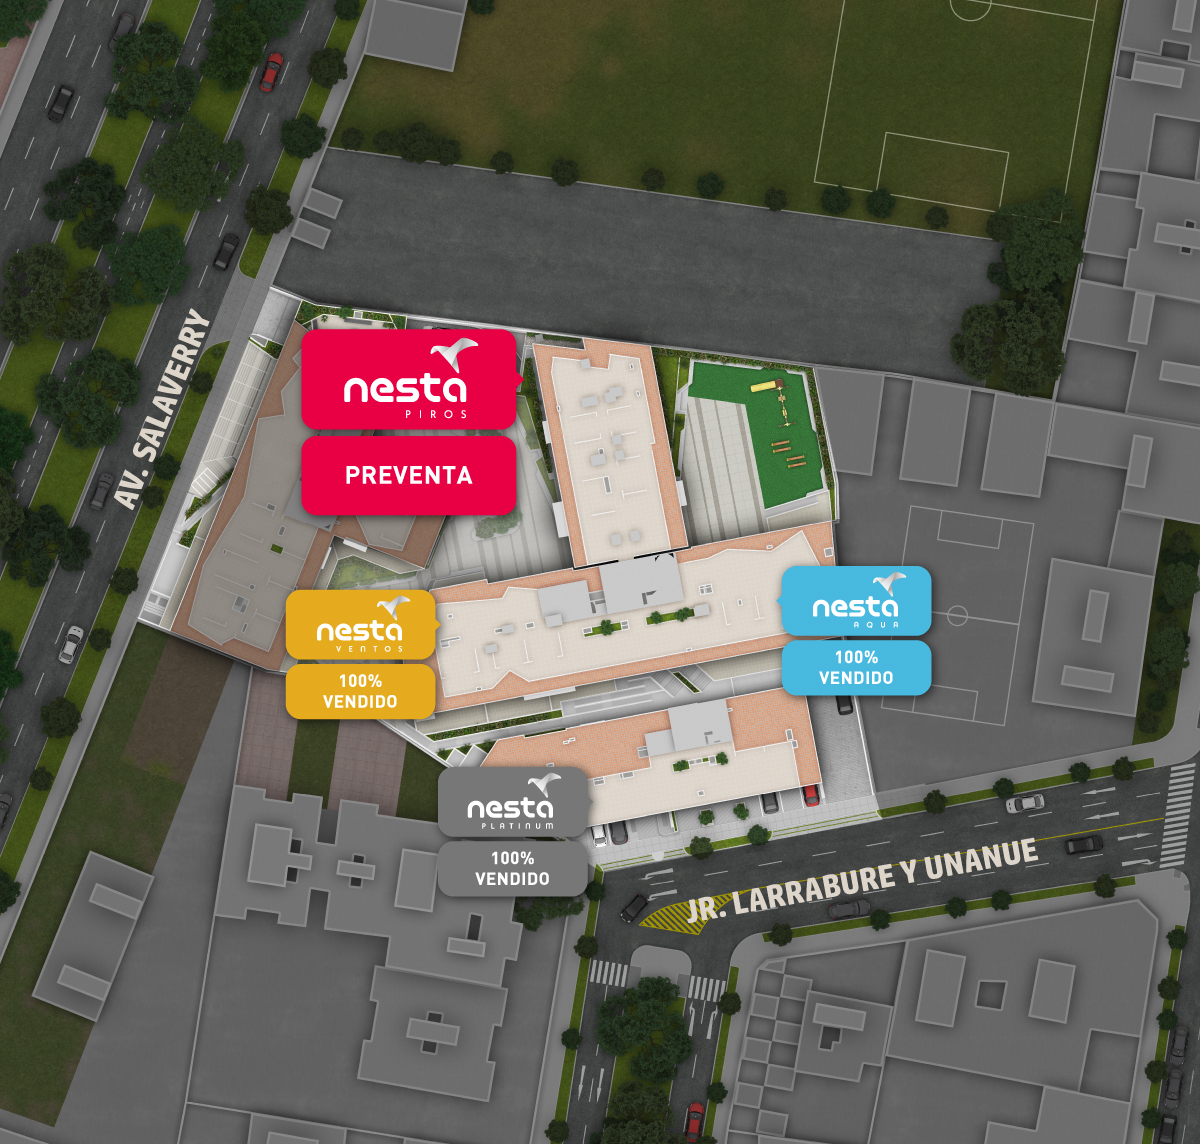 AV. SALAVERRY
nesta
PIROS
PREVENTA
nesta
VENTOS
100%
VENDIDO
nesta
AQUA
100%
VENDIDO
nesta
PLATINUM
100%
VENDIDO
JR. LARRABURE Y UNANUE